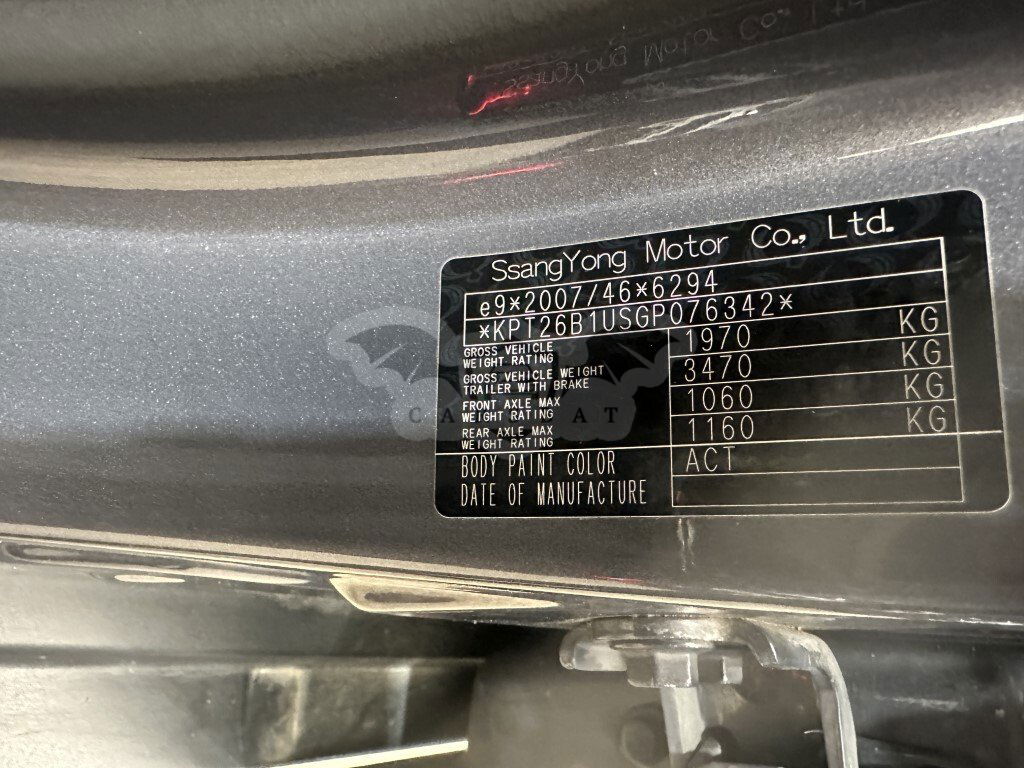 SsangYong Motor Co., Ltd.
e9*2007/46*6294
*KPT26B1USGP076342*
GROSS VEHICLE WEIGHT RATING 1970 KG
GROSS VEHICLE WEIGHT TRAILER WITH BRAKE 3470 KG
FRONT AXLE MAX WEIGHT RATING 1060 KG
REAR AXLE MAX WEIGHT RATING 1160 KG
BODY PAINT COLOR ACT
DATE OF MANUFACTURE